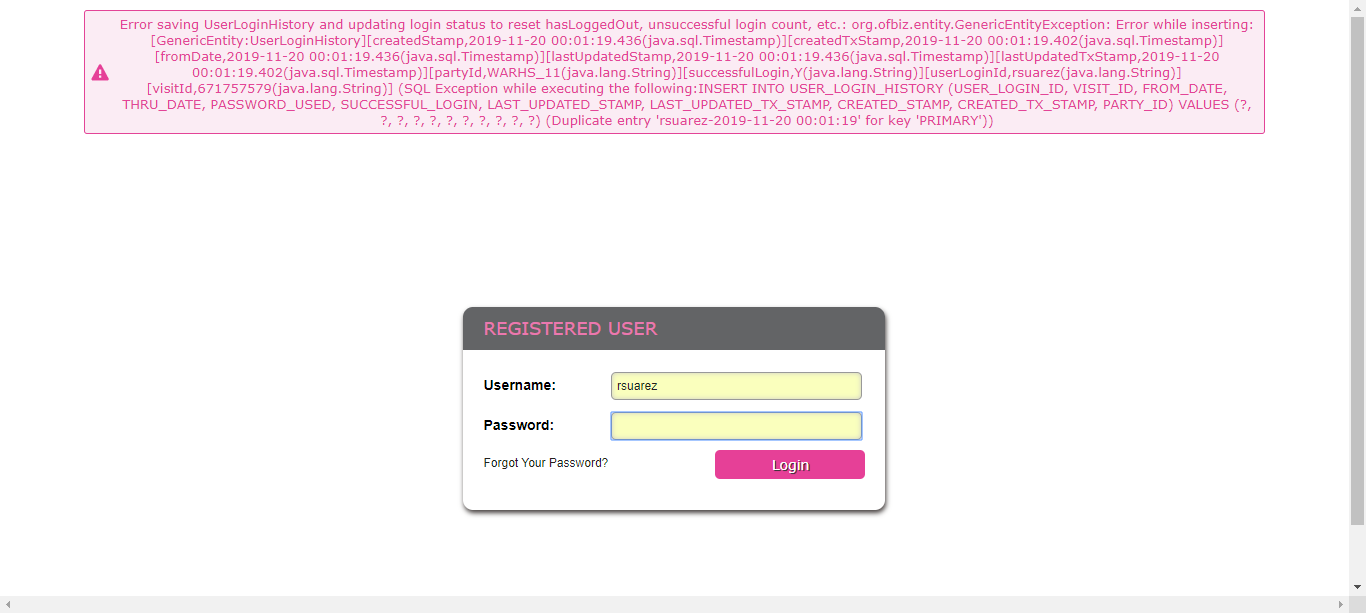 Error saving UserLoginHistory and updating login status to reset hasLoggedOut, unsuccessful login count, etc.: org.ofbiz.entity.GenericEntityException: Error while inserting:
[GenericEntity:UserLoginHistory][createdStamp,2019-11-20 00:01:19.436(java.sql.Timestamp)][createdTxStamp,2019-11-20 00:01:19.402(java.sql.Timestamp)]
[fromDate,2019-11-20 00:01:19.436(java.sql.Timestamp)][lastUpdatedStamp,2019-11-20 00:01:19.436(java.sql.Timestamp)][lastUpdatedTxStamp,2019-11-20
00:01:19.402(java.sql.Timestamp)][partyId,WARHS_11(java.lang.String)][successfulLogin,Y(java.lang.String)][userLoginId,rsuarez(java.lang.String)]
[visitId,671757579(java.lang.String)] (SQL Exception while executing the following:INSERT INTO USER_LOGIN_HISTORY (USER_LOGIN_ID, VISIT_ID, FROM_DATE,
THRU_DATE, PASSWORD_USED, SUCCESSFUL_LOGIN, LAST_UPDATED_STAMP, LAST_UPDATED_TX_STAMP, CREATED_STAMP, CREATED_TX_STAMP, PARTY_ID) VALUES (?,
?, ?, ?, ?, ?, ?, ?, ?, ?, ?) (Duplicate entry 'rsuarez-2019-11-20 00:01:19' for key 'PRIMARY'))
REGISTERED USER
Username: rsuarez
Password:
Forgot Your Password? Login